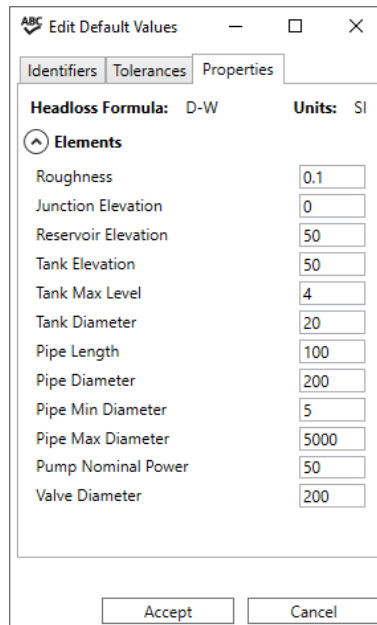 ABC Edit Default Values
Identifiers Tolerances Properties
Headloss Formula: D-W Units: SI
Elements
Roughness 0.1
Junction Elevation 0
Reservoir Elevation 50
Tank Elevation 50
Tank Max Level 4
Tank Diameter 20
Pipe Length 100
Pipe Diameter 200
Pipe Min Diameter 5
Pipe Max Diameter 5000
Pump Nominal Power 50
Valve Diameter 200
Accept Cancel